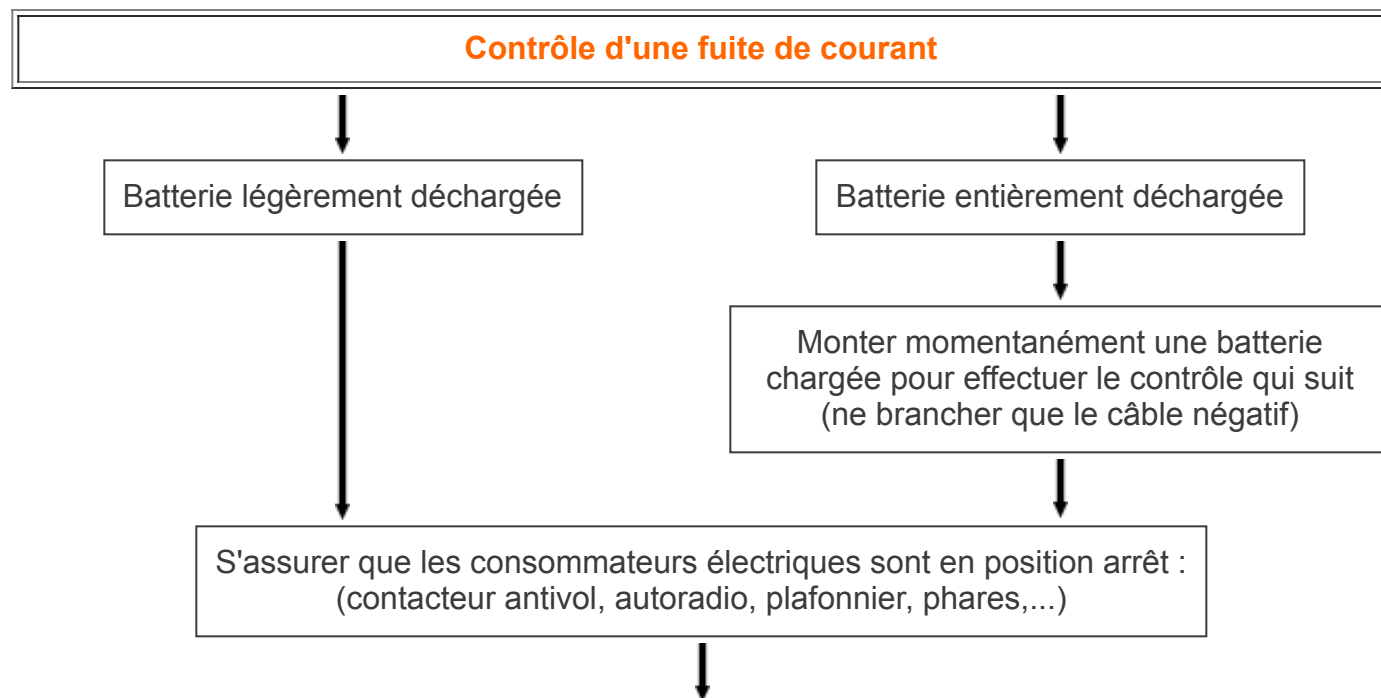 Contrôle d'une fuite de courant
Batterie légèrement déchargée
Batterie entièrement déchargée
Monter momentanément une batterie
chargée pour effectuer le contrôle qui suit
(ne brancher que le câble négatif)
S'assurer que les consommateurs électriques sont en position arrêt :
(contacteur antivol, autoradio, plafonnier, phares,...)